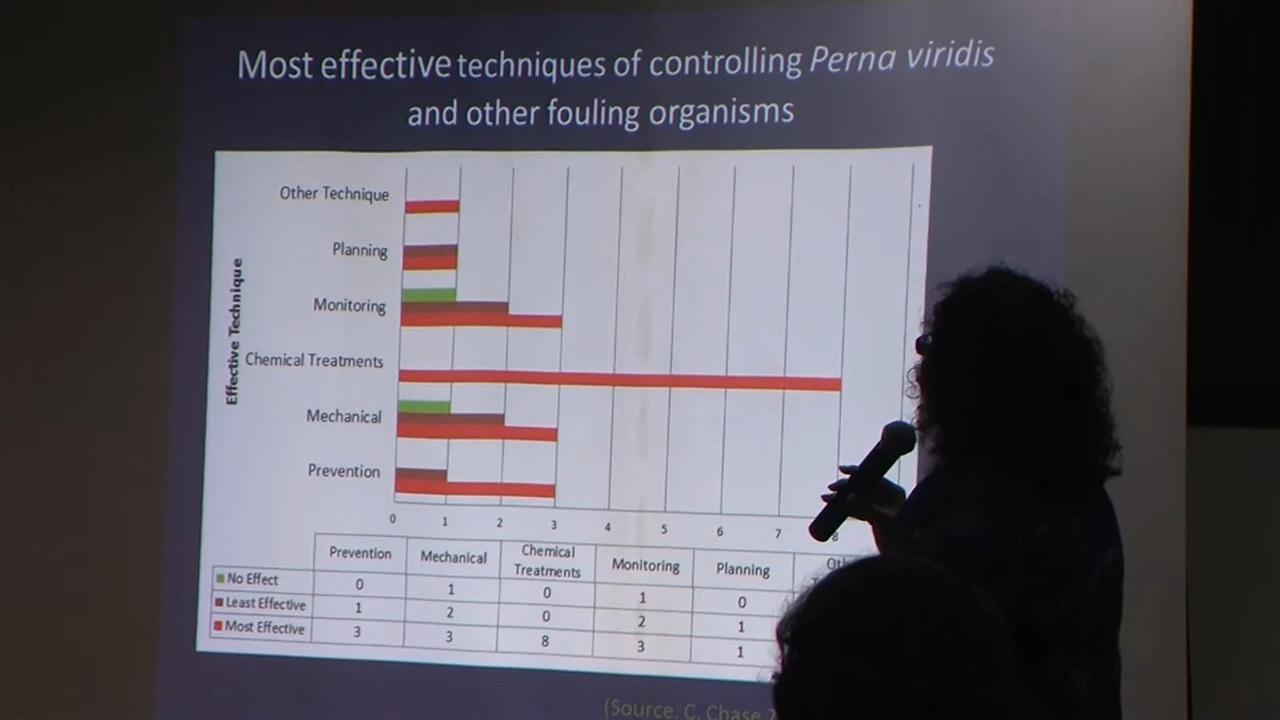 Most effective techniques of controlling Perna viridis
and other fouling organisms
Effective Technique
Other Technique
Planning
Monitoring
Chemical Treatments
Mechanical
Prevention
0 1 2 3 4 5 6 7 8
Prevention Mechanical Chemical Treatments Monitoring Planning
No Effect 0 1 0 1 0
Least Effective 1 2 0 2 1
Most Effective 3 3 8 3 1
(Source. C. Chase